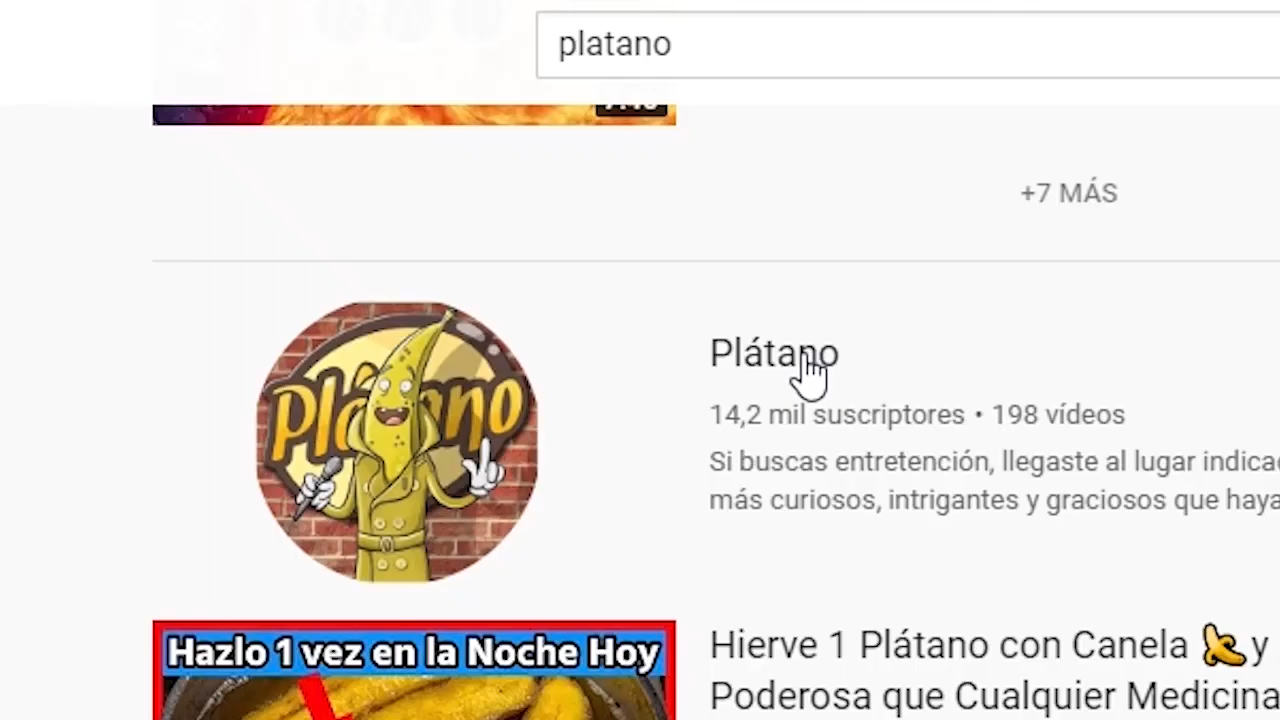 platano
+7 MÁS
Plátano
Plátano
14,2 mil suscriptores • 198 vídeos
Si buscas entretención, llegaste al lugar
más curiosos, intrigantes y graciosos que
Hazlo 1 vez en la Noche Hoy
Hierve 1 Plátano con Canela 🍌y
Poderosa que Cualquier Medicina